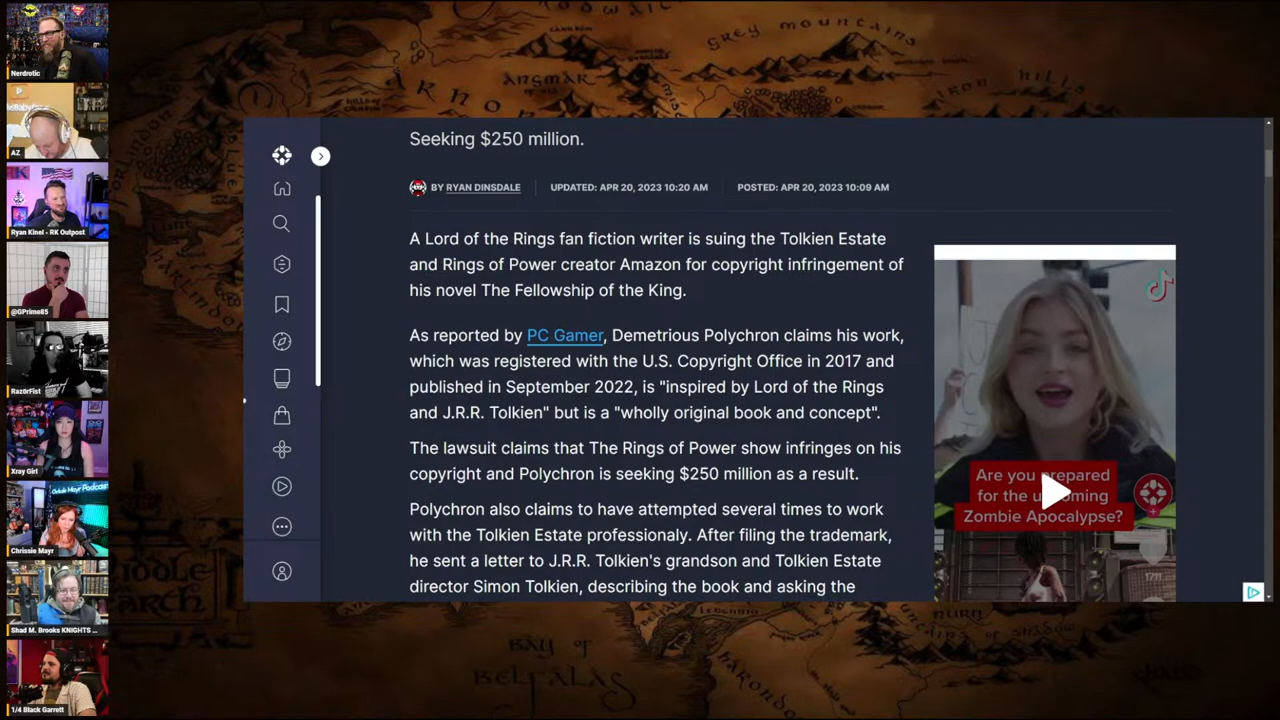 Nerdrotic
AZ
Ryan Kinel - RK Outpost
@GPrime85
RazorFist
Xray Girl
Chrissie Mayr
Shad M. Brooks KNIGHTS ...
1/4 Black Garrett
GREY MOUNTAINS
ANGMAR
ARNO
IRON HILLS
Seeking $250 million.
BY RYAN DINSDALE
UPDATED: APR 20, 2023 10:20 AM
POSTED: APR 20, 2023 10:09 AM
A Lord of the Rings fan fiction writer is suing the Tolkien Estate
and Rings of Power creator Amazon for copyright infringement of
his novel The Fellowship of the King.
As reported by PC Gamer, Demetrious Polychron claims his work,
which was registered with the U.S. Copyright Office in 2017 and
published in September 2022, is "inspired by Lord of the Rings
and J.R.R. Tolkien" but is a "wholly original book and concept".
The lawsuit claims that The Rings of Power show infringes on his
copyright and Polychron is seeking $250 million as a result.
Polychron also claims to have attempted several times to work
with the Tolkien Estate professionaly. After filing the trademark,
he sent a letter to J.R.R. Tolkien's grandson and Tolkien Estate
director Simon Tolkien, describing the book and asking the
Are you prepared
for the upcoming
Zombie Apocalypse?
MIDDLE
EARTH
BAY OF
BELFALAS